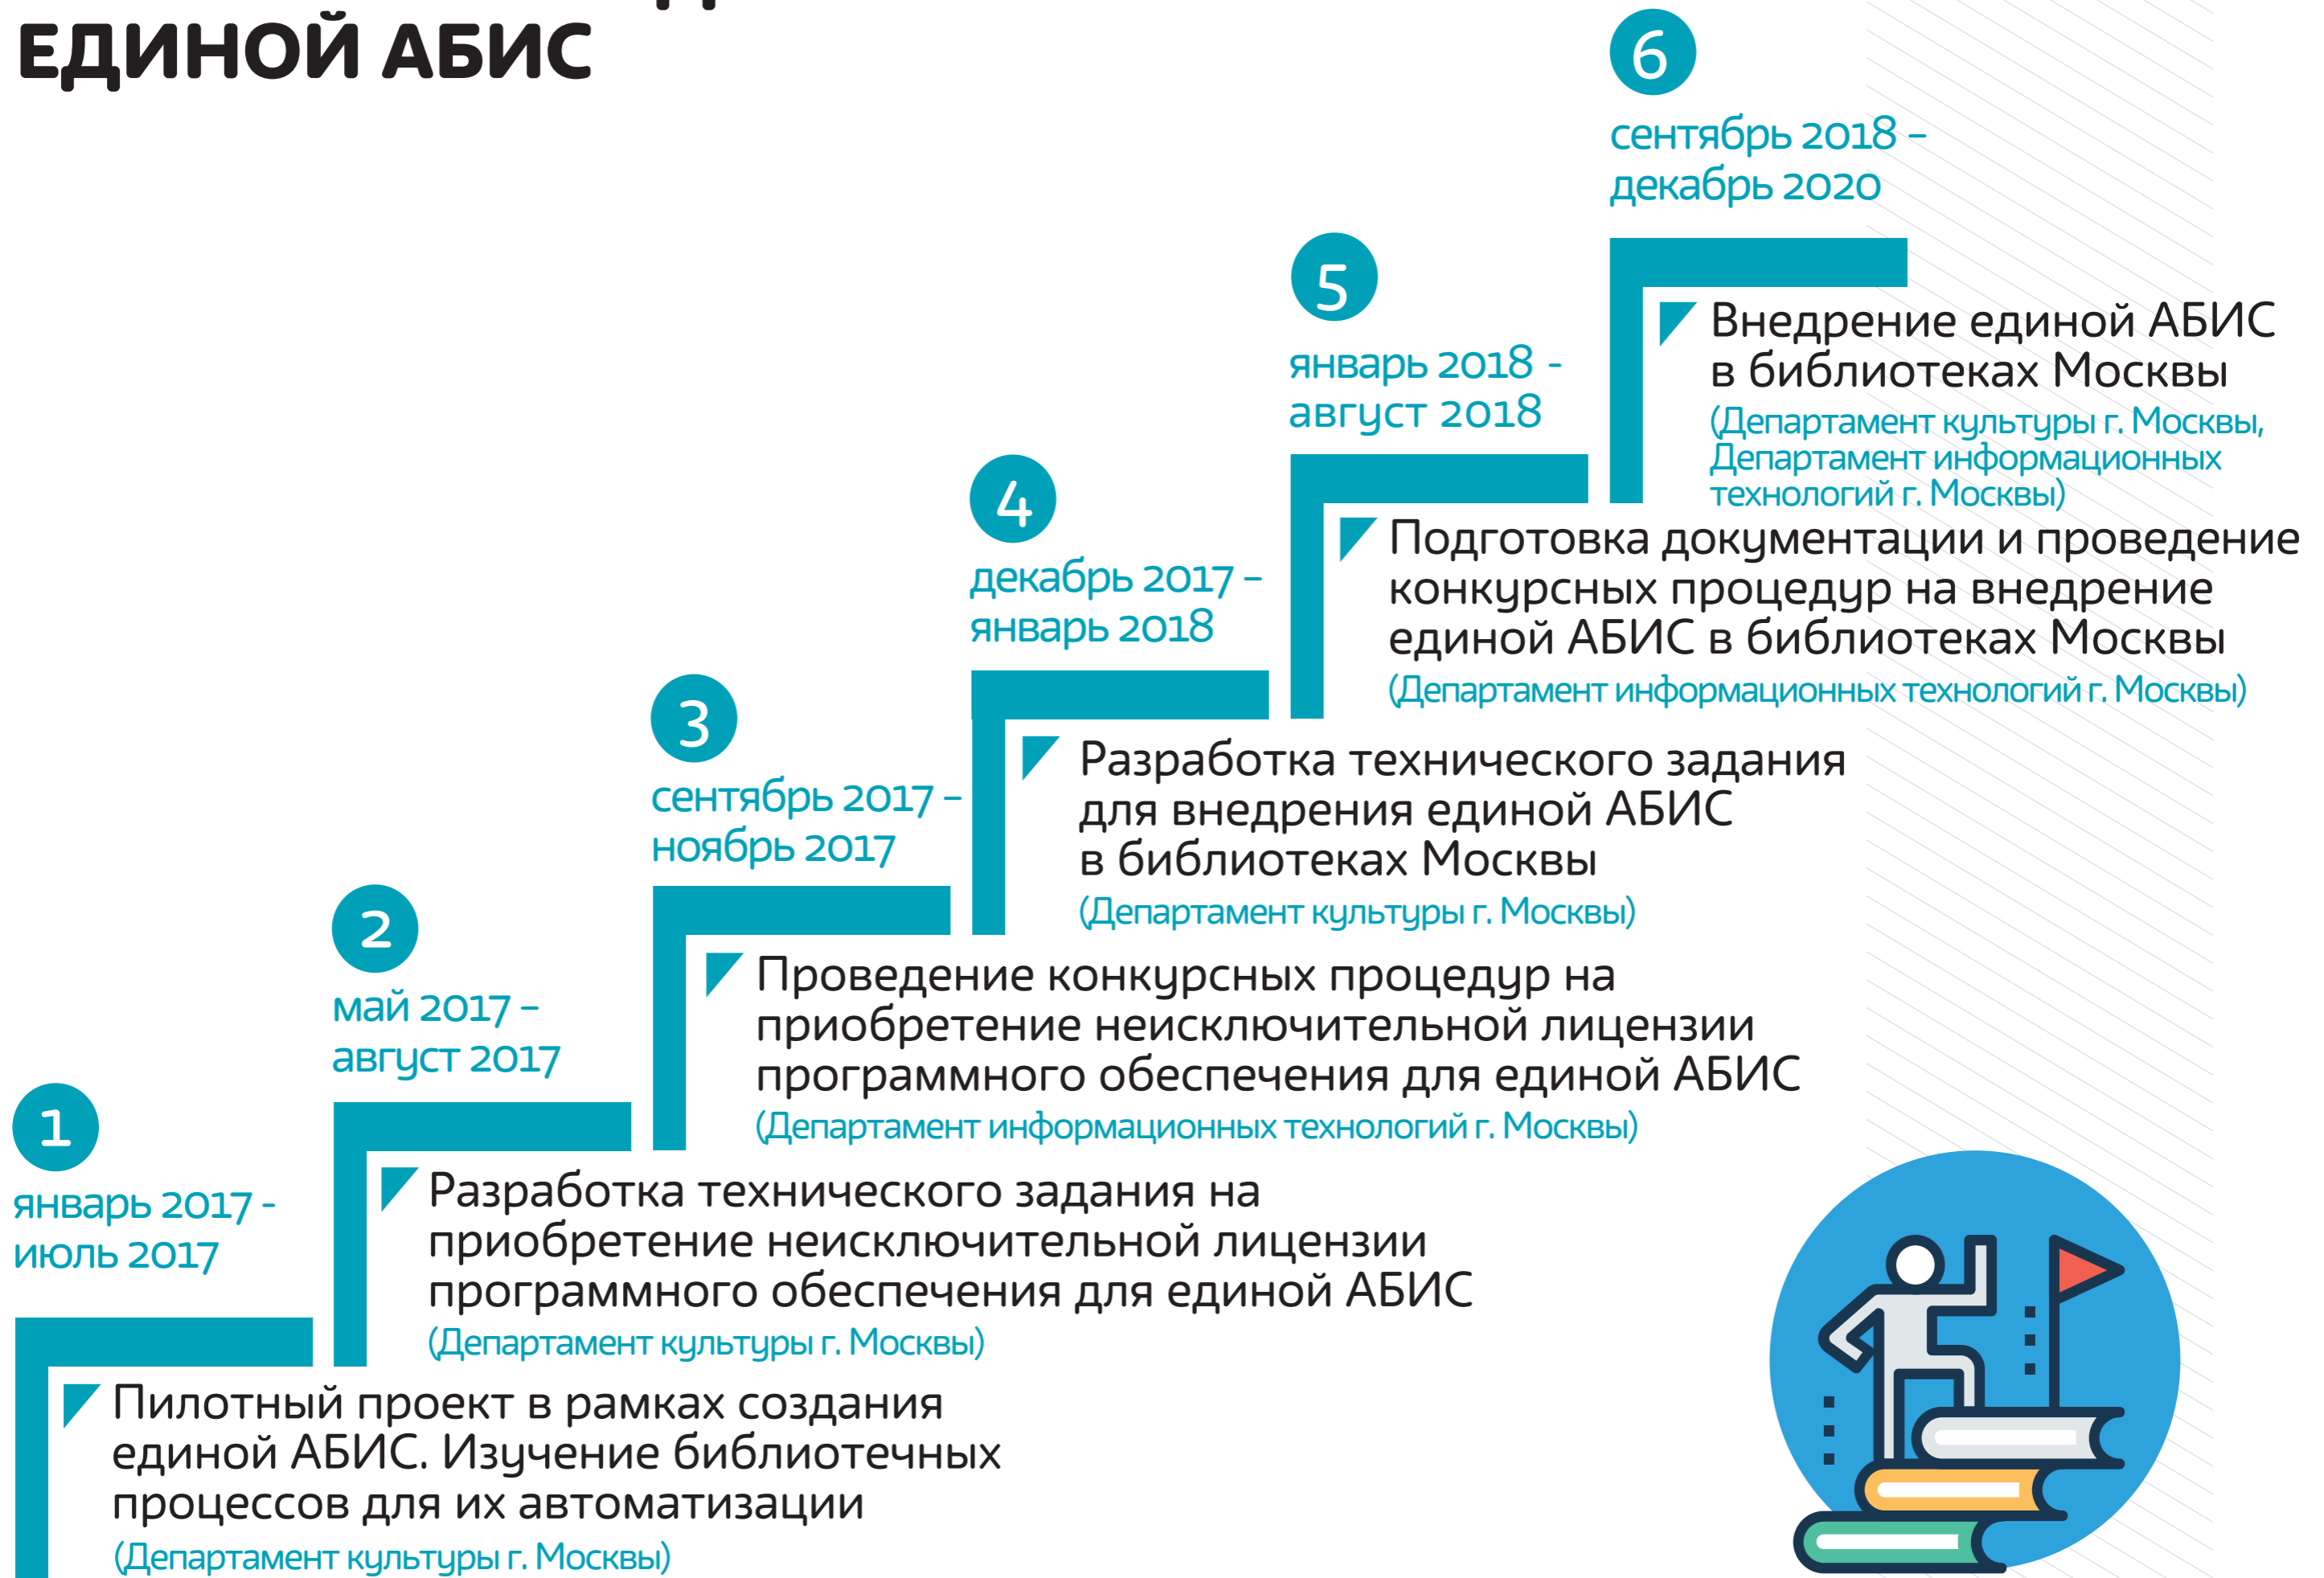 ЕДИНОЙ АБИС
1
январь 2017 -
июль 2017
Пилотный проект в рамках создания
единой АБИС. Изучение библиотечных
процессов для их автоматизации
(Департамент культуры г. Москвы)
2
май 2017 –
август 2017
Разработка технического задания на
приобретение неисключительной лицензии
программного обеспечения для единой АБИС
(Департамент культуры г. Москвы)
3
сентябрь 2017 –
ноябрь 2017
Проведение конкурсных процедур на
приобретение неисключительной лицензии
программного обеспечения для единой АБИС
(Департамент информационных технологий г. Москвы)
4
декабрь 2017 –
январь 2018
Разработка технического задания
для внедрения единой АБИС
в библиотеках Москвы
(Департамент культуры г. Москвы)
5
январь 2018 -
август 2018
Подготовка документации и проведение
конкурсных процедур на внедрение
единой АБИС в библиотеках Москвы
(Департамент информационных технологий г. Москвы)
6
сентябрь 2018 –
декабрь 2020
Внедрение единой АБИС
в библиотеках Москвы
(Департамент культуры г. Москвы,
Департамент информационных
технологий г. Москвы)